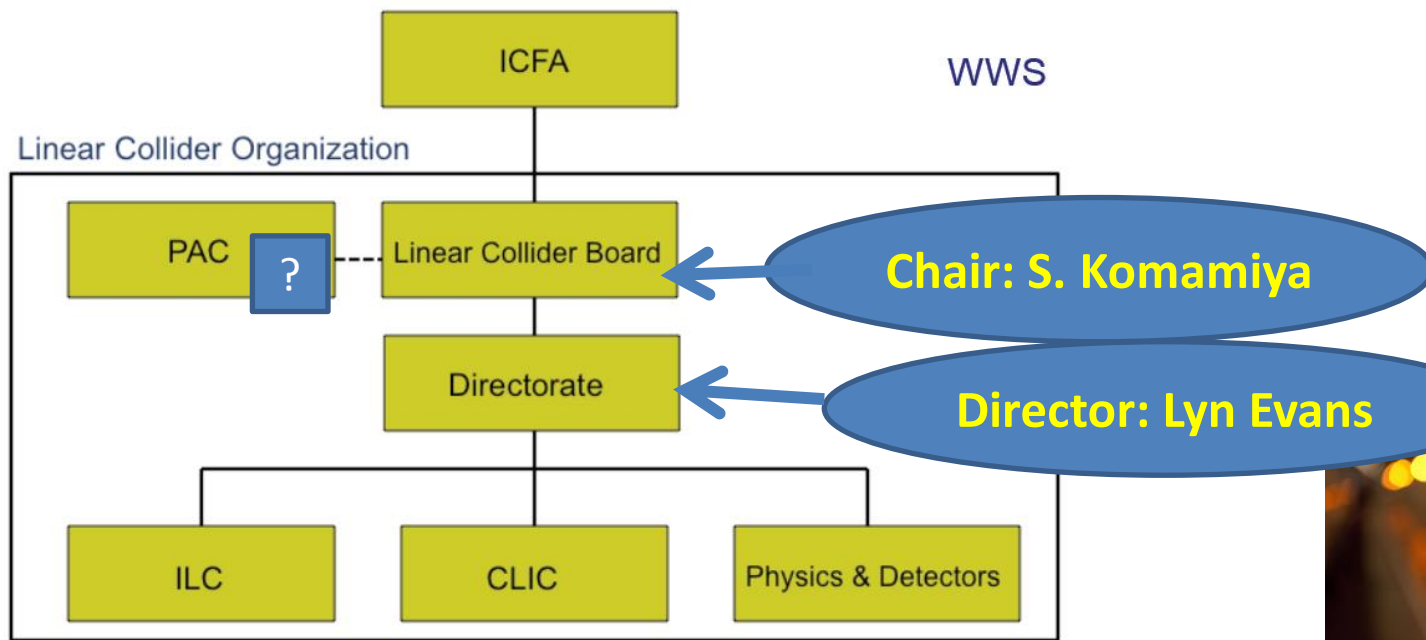 ICFA
WWS
Linear Collider Organization
PAC
?
Linear Collider Board
Chair: S. Komamiya
Directorate
Director: Lyn Evans
ILC
CLIC
Physics & Detectors